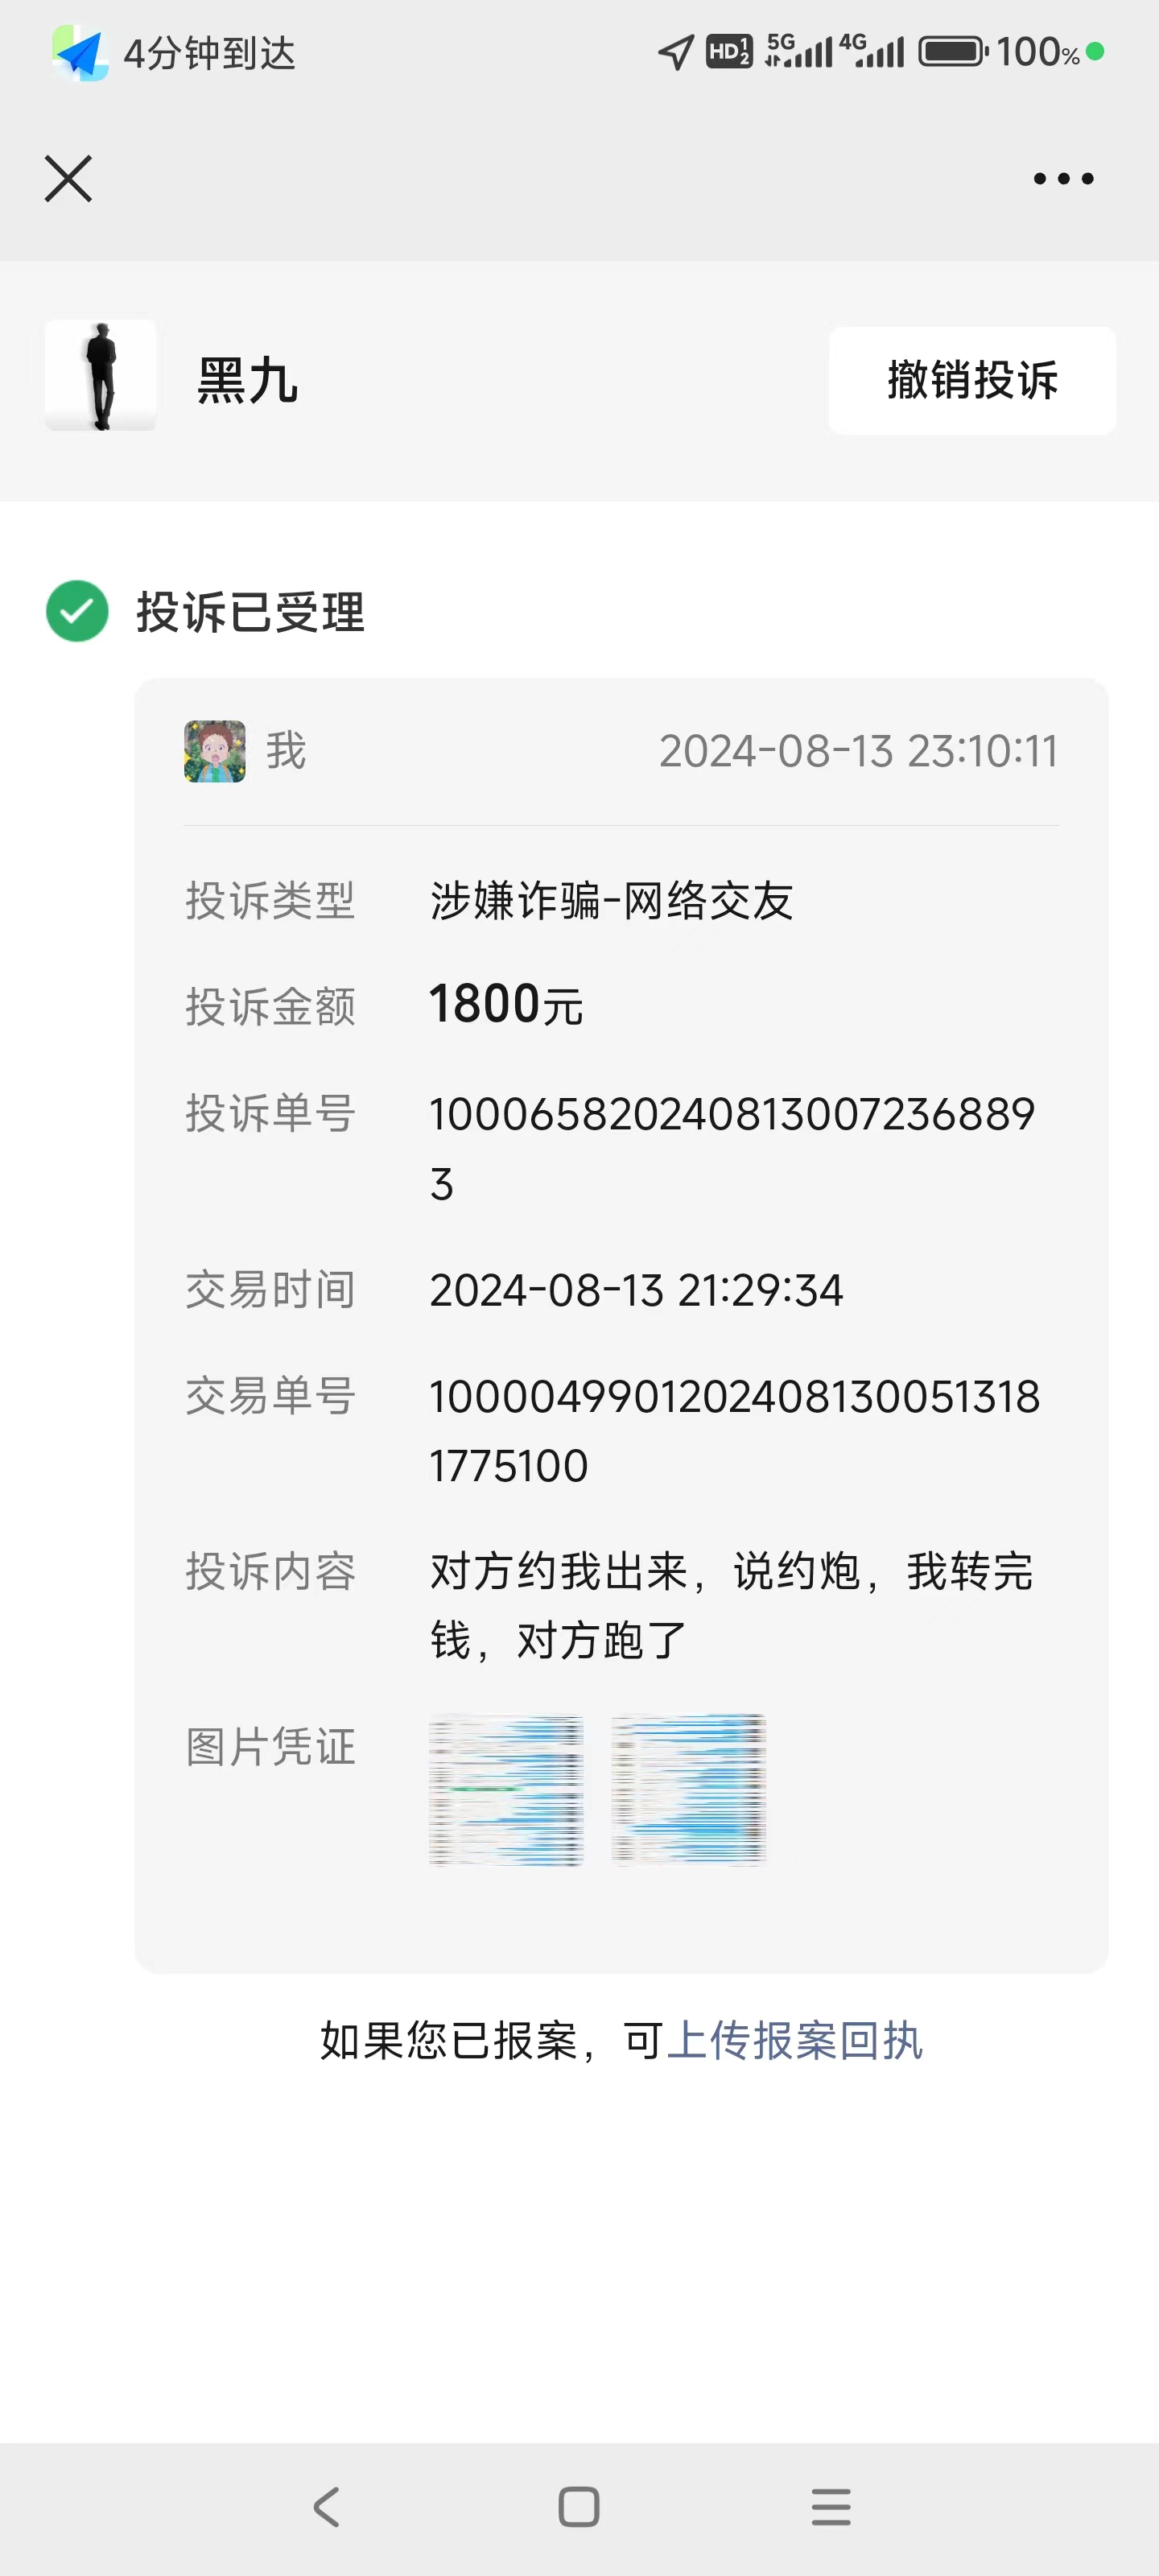 4分钟到达 HD 1 2 5G 4G 100%
黑九 撤销投诉
投诉已受理
我 2024-08-13 23:10:11
投诉类型 涉嫌诈骗-网络交友
投诉金额 1800元
投诉单号 100065820240813007236889
3
交易时间 2024-08-13 21:29:34
交易单号 1000049901202408130051318
1775100
投诉内容 对方约我出来，说约炮，我转完
钱，对方跑了
图片凭证
如果您已报案，可上传报案回执